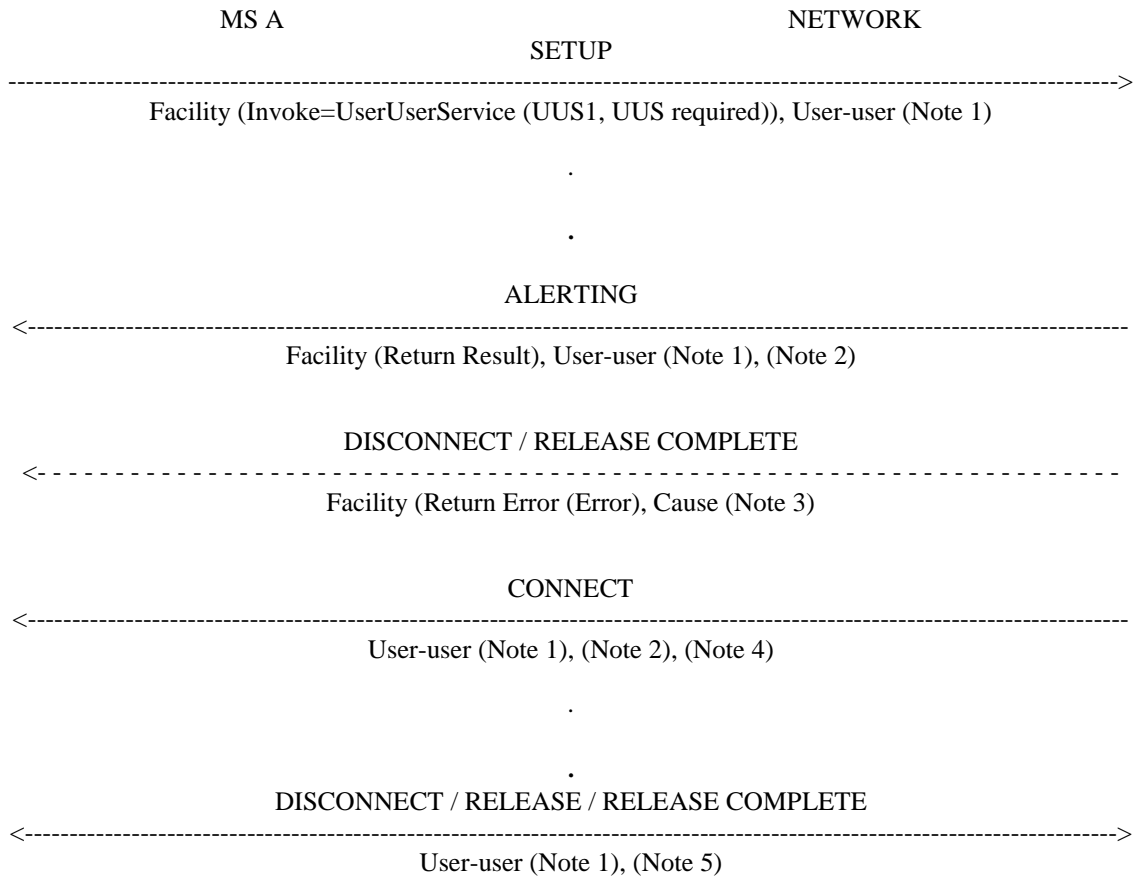 MS A NETWORK
SETUP
------------------------------------------------------------------------------------------------------------------------------>
Facility (Invoke=UserUserService (UUS1, UUS required)), User-user (Note 1)
.
.
ALERTING
<------------------------------------------------------------------------------------------------------------------------------
Facility (Return Result), User-user (Note 1), (Note 2)
DISCONNECT / RELEASE COMPLETE
<- - - - - - - - - - - - - - - - - - - - - - - - - - - - - - - - - - - - - - - - - - - - - - - - - - - - - - - - - - - - - - - - - - - - - -
Facility (Return Error (Error), Cause (Note 3)
CONNECT
<------------------------------------------------------------------------------------------------------------------------------
User-user (Note 1), (Note 2), (Note 4)
.
.
DISCONNECT / RELEASE / RELEASE COMPLETE
<---------------------------------------------------------------------------------------------------------------------------->
User-user (Note 1), (Note 5)